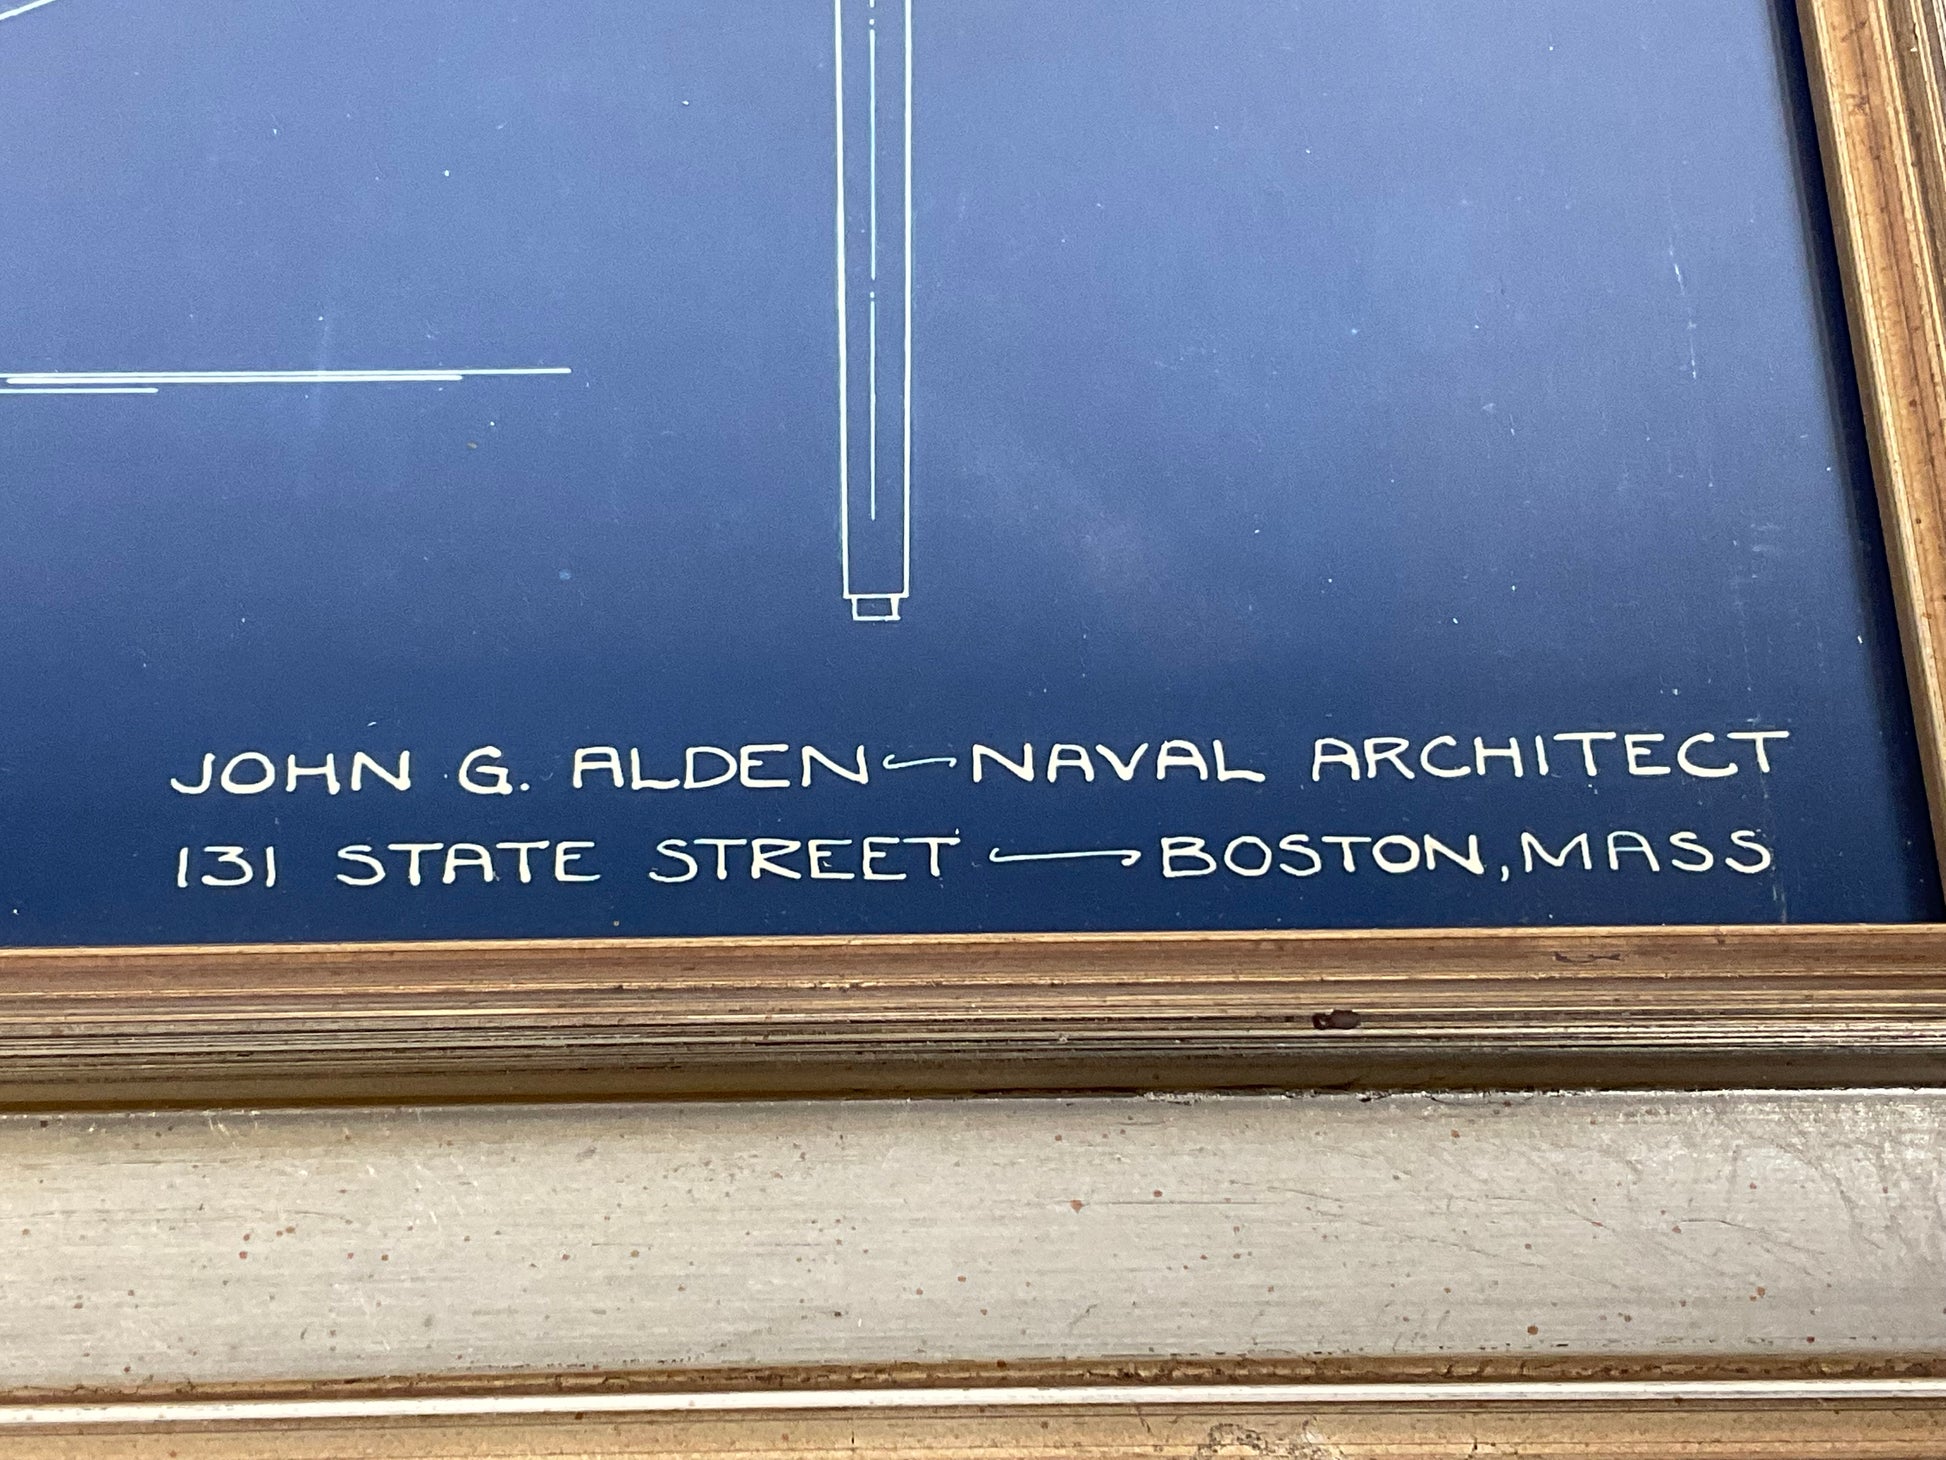 JOHN G. ALDEN—NAVAL ARCHITECT
131 STATE STREET—BOSTON, MASS